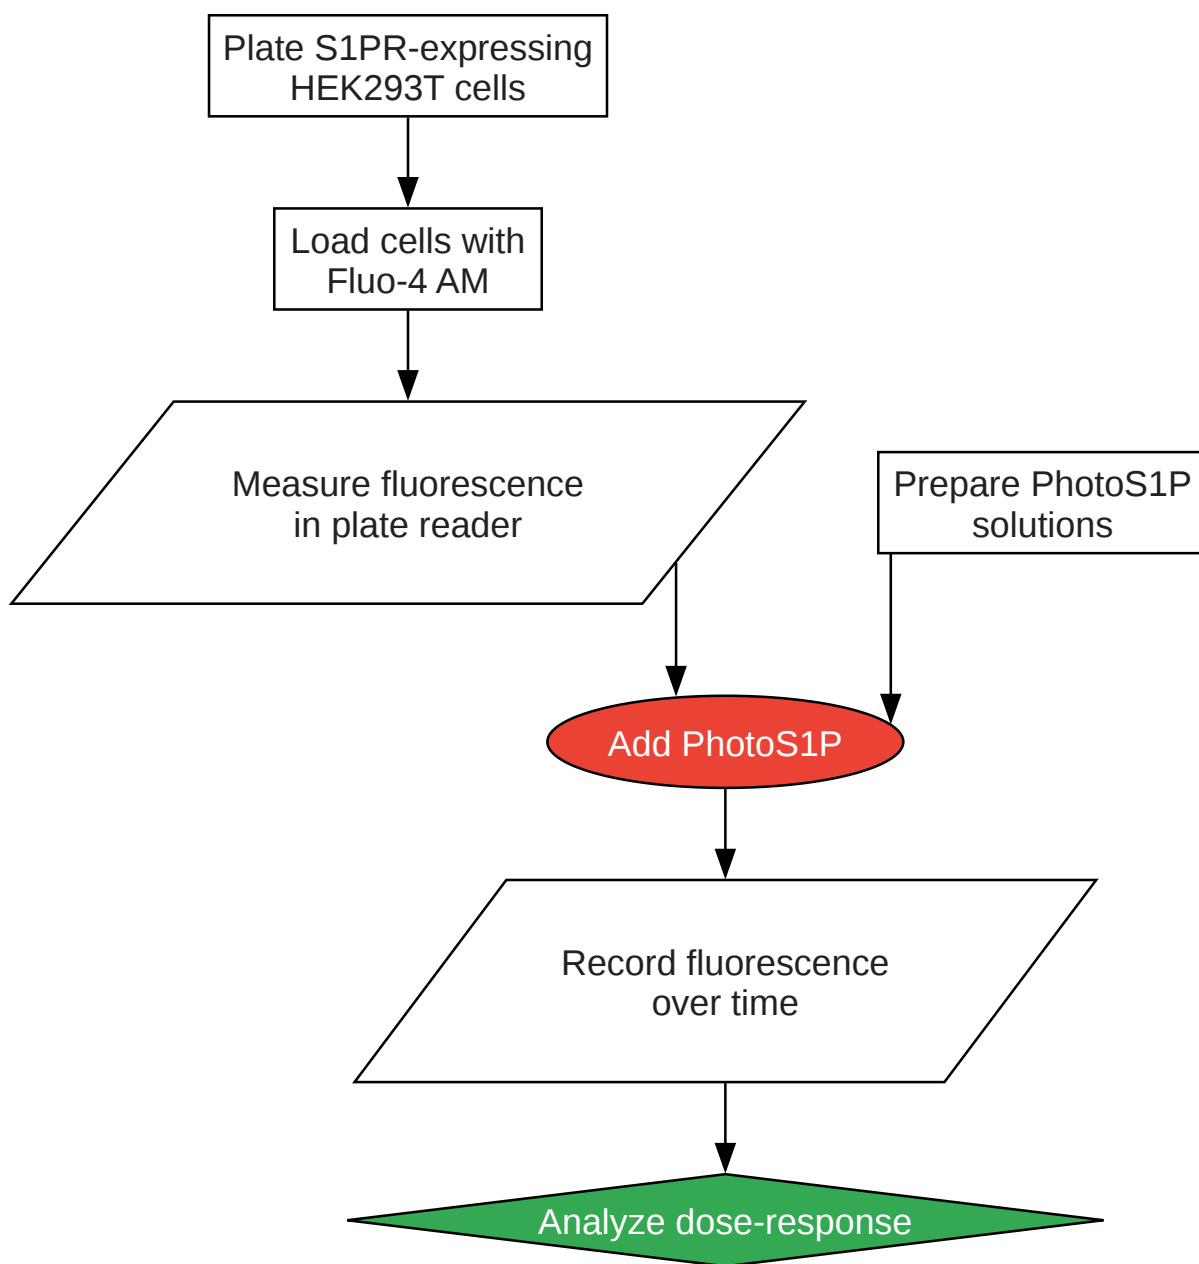 Plate S1PR-expressing
HEK293T cells
Load cells with
Fluo-4 AM
Measure fluorescence
in plate reader
Prepare PhotoS1P
solutions
Add PhotoS1P
Record fluorescence
over time
Analyze dose-response